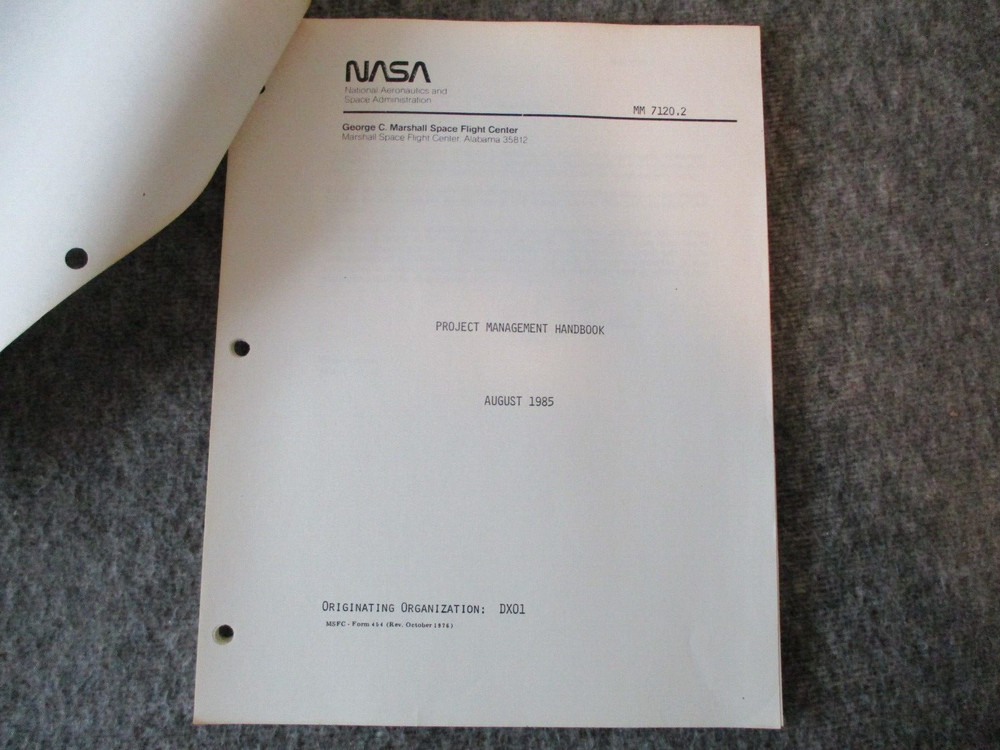 NASA
National Aeronautics and
Space Administration
MM 7120.2
George C. Marshall Space Flight Center
Marshall Space Flight Center, Alabama 35812
PROJECT MANAGEMENT HANDBOOK
AUGUST 1985
ORIGINATING ORGANIZATION: DX01
MSFC - Form 454 (Rev. October 1976)